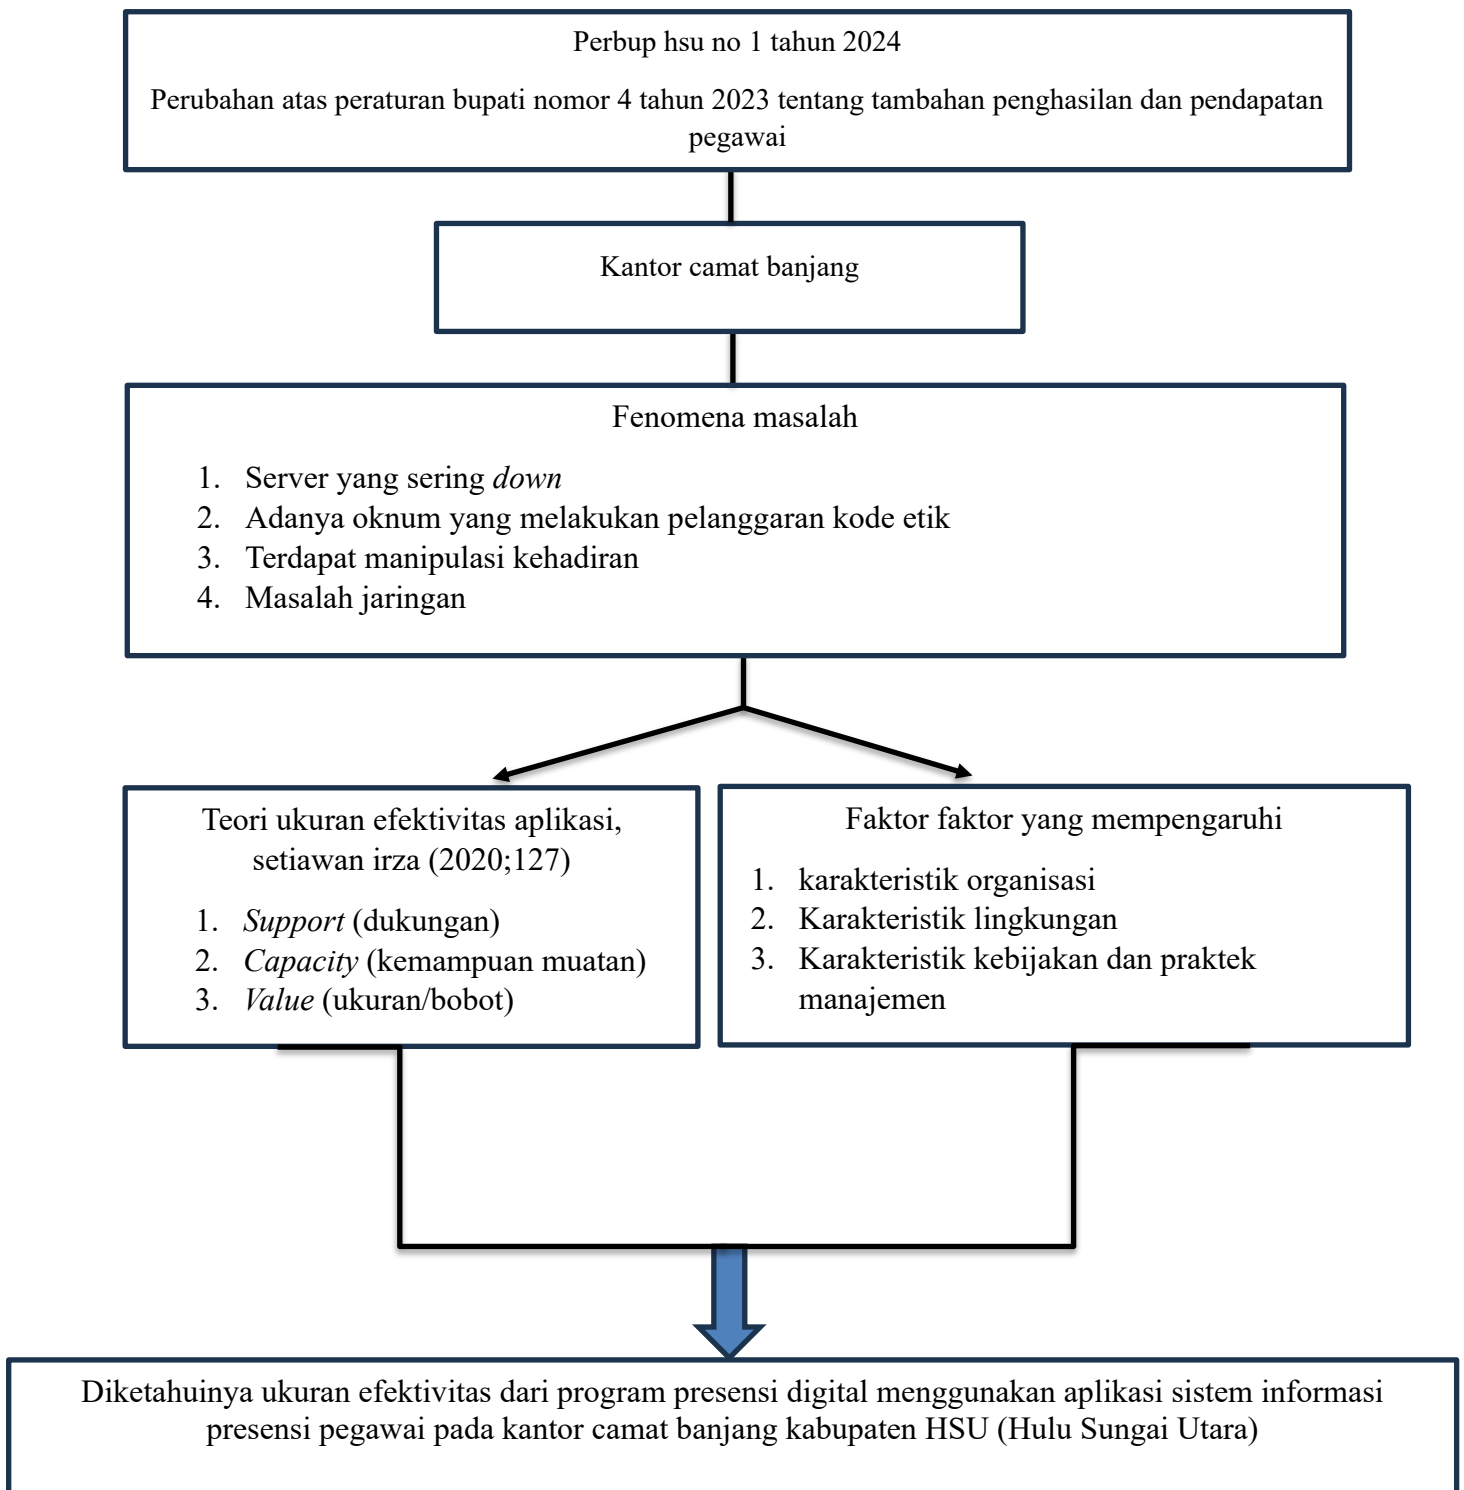 Perbup hsu no 1 tahun 2024
Perubahan atas peraturan bupati nomor 4 tahun 2023 tentang tambahan penghasilan dan pendapatan
pegawai
Kantor camat banjang
Fenomena masalah
1. Server yang sering down
2. Adanya oknum yang melakukan pelanggaran kode etik
3. Terdapat manipulasi kehadiran
4. Masalah jaringan
Teori ukuran efektivitas aplikasi,
setiawan irza (2020;127)
1. Support (dukungan)
2. Capacity (kemampuan muatan)
3. Value (ukuran/bobot)
Faktor faktor yang mempengaruhi
1. karakteristik organisasi
2. Karakteristik lingkungan
3. Karakteristik kebijakan dan praktek
manajemen
Diketahuinya ukuran efektivitas dari program presensi digital menggunakan aplikasi sistem informasi
presensi pegawai pada kantor camat banjang kabupaten HSU (Hulu Sungai Utara)